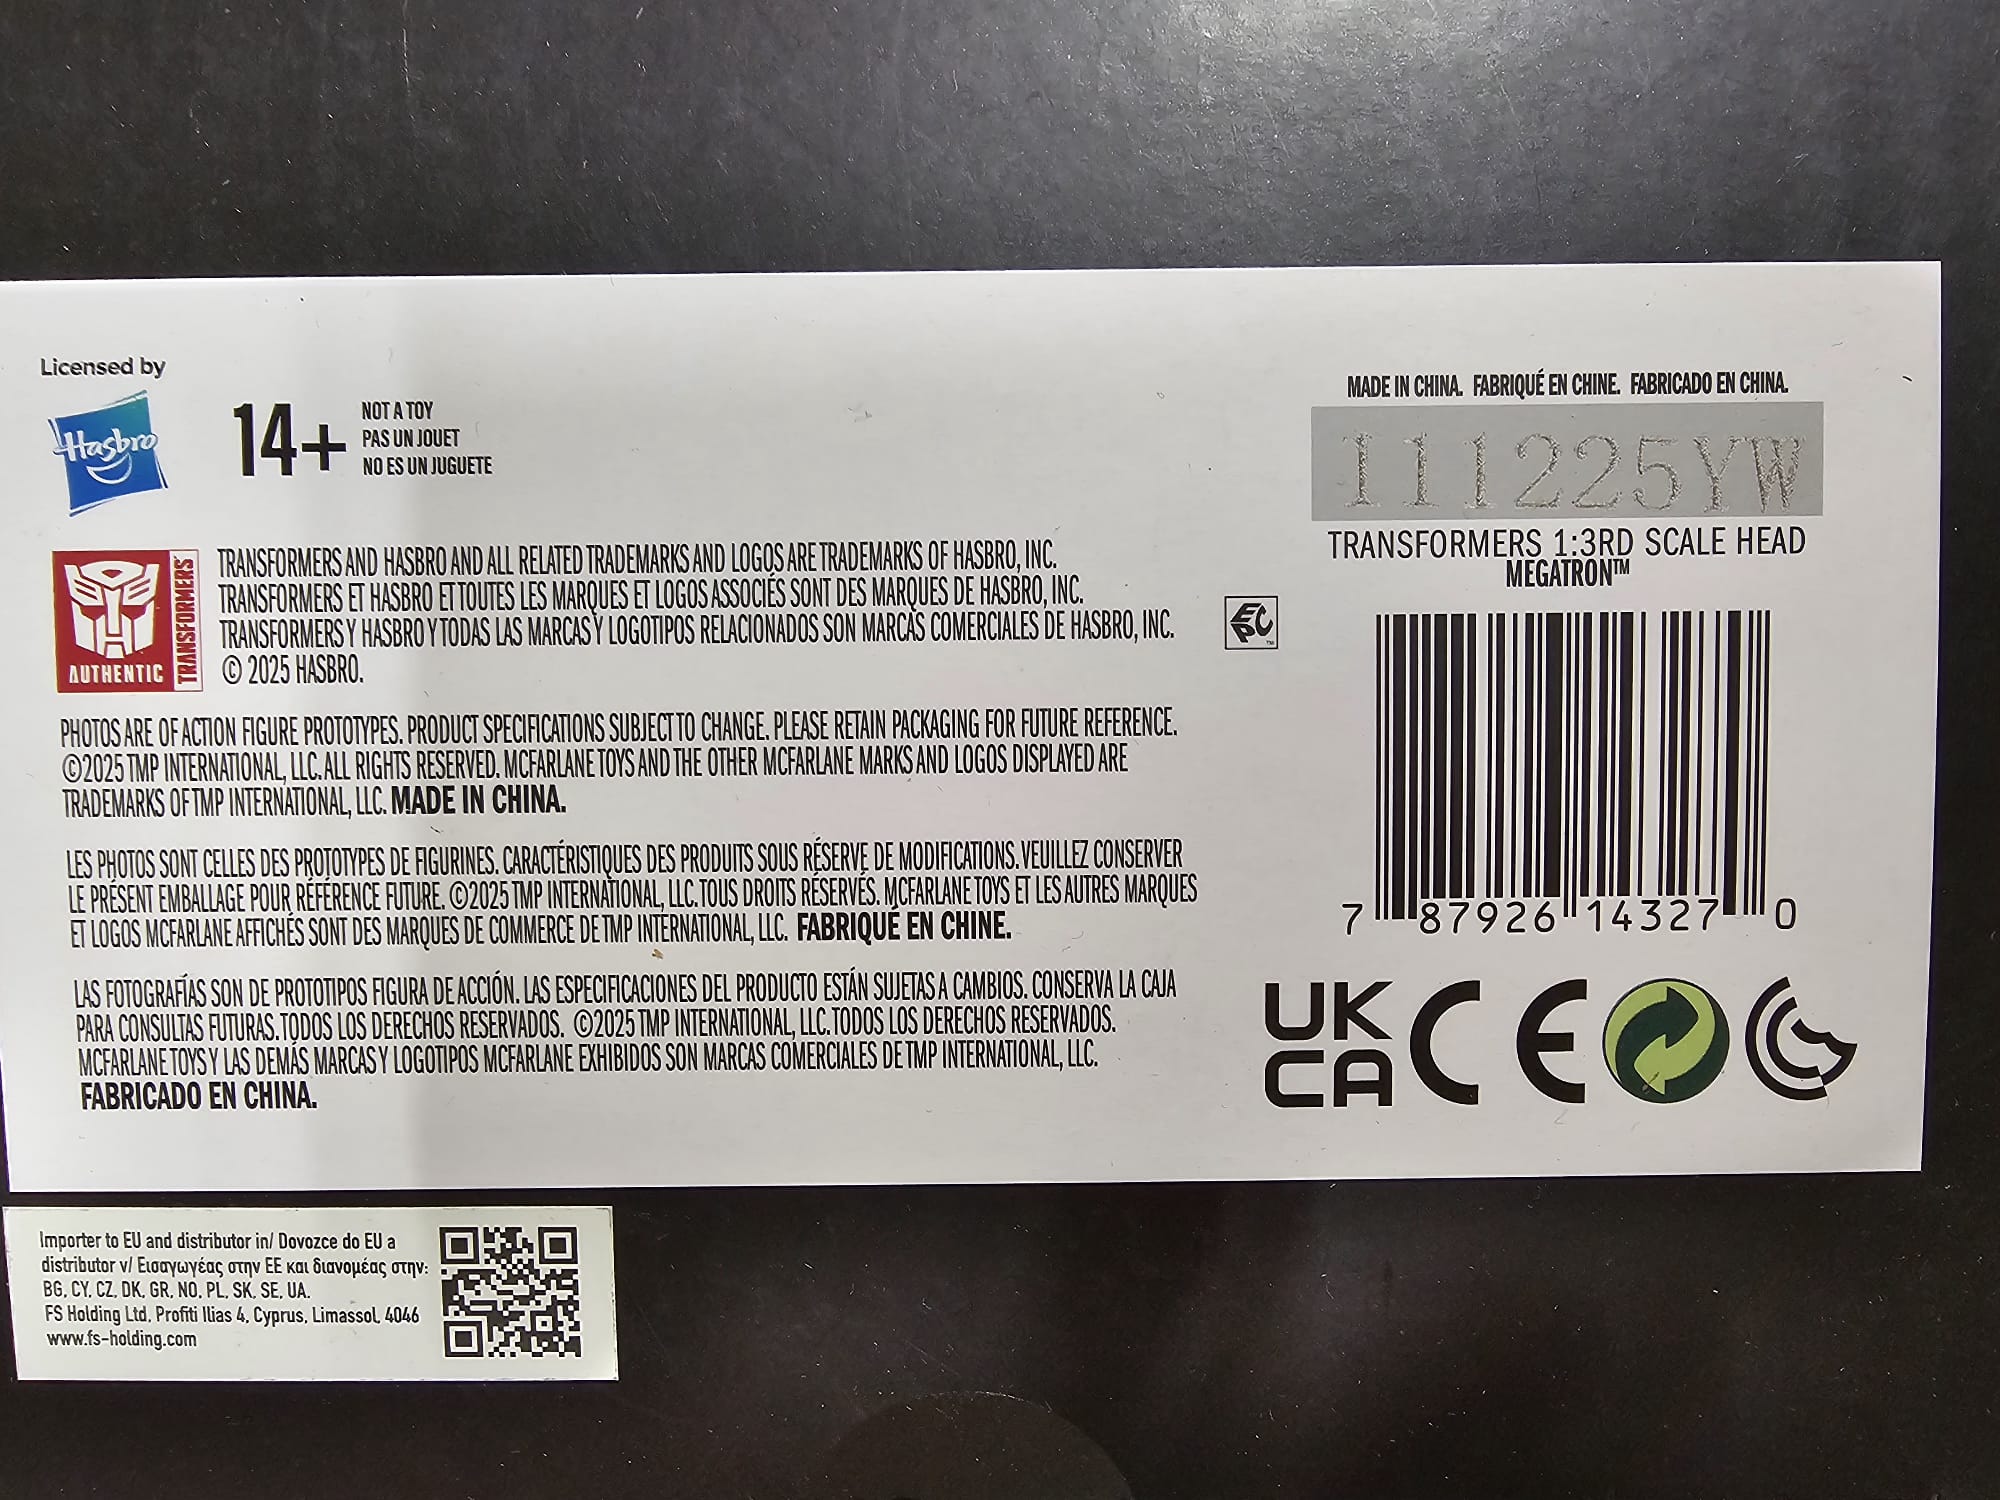 Licensed by
Hasbro
14+
NOT A TOY
PAS UN JOUET
NO ES UN JUGUETE
AUTHENTIC
TRANSFORMERS
TRANSFORMERS AND HASBRO AND ALL RELATED TRADEMARKS AND LOGOS ARE TRADEMARKS OF HASBRO, INC.
TRANSFORMERS ET HASBRO ET TOUTES LES MARQUES ET LOGOS ASSOCIÉS SONT DES MARQUES DE HASBRO, INC.
TRANSFORMERS Y HASBRO Y TODAS LAS MARCAS Y LOGOTIPOS RELACIONADOS SON MARCAS COMERCIALES DE HASBRO, INC.
© 2025 HASBRO.
PHOTOS ARE OF ACTION FIGURE PROTOTYPES. PRODUCT SPECIFICATIONS SUBJECT TO CHANGE. PLEASE RETAIN PACKAGING FOR FUTURE REFERENCE.
©2025 TMP INTERNATIONAL, LLC. ALL RIGHTS RESERVED. MCFARLANE TOYS AND THE OTHER MCFARLANE MARKS AND LOGOS DISPLAYED ARE
TRADEMARKS OF TMP INTERNATIONAL, LLC. MADE IN CHINA.
LES PHOTOS SONT CELLES DES PROTOTYPES DE FIGURINES. CARACTÉRISTIQUES DES PRODUITS SOUS RÉSERVE DE MODIFICATIONS. VEUILLEZ CONSERVER
LE PRÉSENT EMBALLAGE POUR RÉFÉRENCE FUTURE. ©2025 TMP INTERNATIONAL, LLC. TOUS DROITS RÉSERVÉS. MCFARLANE TOYS ET LES AUTRES MARQUES
ET LOGOS MCFARLANE AFFICHÉS SONT DES MARQUES DE COMMERCE DE TMP INTERNATIONAL, LLC. FABRIQUÉ EN CHINE.
LAS FOTOGRAFÍAS SON DE PROTOTIPOS FIGURA DE ACCIÓN. LAS ESPECIFICACIONES DEL PRODUCTO ESTÁN SUJETAS A CAMBIOS. CONSERVA LA CAJA
PARA CONSULTAS FUTURAS. TODOS LOS DERECHOS RESERVADOS. ©2025 TMP INTERNATIONAL, LLC. TODOS LOS DERECHOS RESERVADOS.
MCFARLANE TOYS Y LAS DEMÁS MARCAS Y LOGOTIPOS MCFARLANE EXHIBIDOS SON MARCAS COMERCIALES DE TMP INTERNATIONAL, LLC.
FABRICADO EN CHINA.
EPC™
MADE IN CHINA. FABRIQUÉ EN CHINE. FABRICADO EN CHINA.
111225YW
TRANSFORMERS 1:3RD SCALE HEAD
MEGATRON™
7 87926 14327 0
UK
CA
CE
Importer to EU and distributor in/ Dovozce do EU a
distributor v/ Εισαγωγέας στην ΕΕ και διανομέας στην:
BG, CY, CZ, DK, GR, NO, PL, SK, SE, UA.
FS Holding Ltd, Profiti Ilias 4, Cyprus, Limassol, 4046
www.fs-holding.com